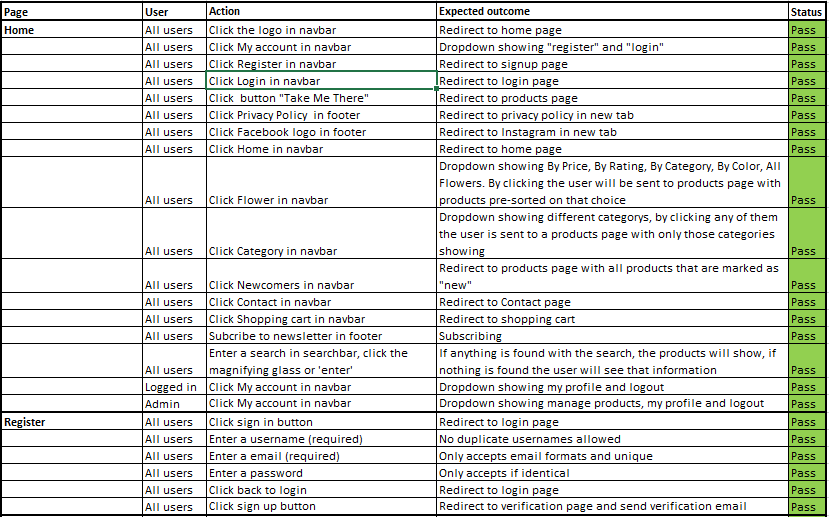 Page User Action Expected outcome Status
Home All users Click the logo in navbar Redirect to home page Pass
All users Click My account in navbar Dropdown showing "register" and "login" Pass
All users Click Register in navbar Redirect to signup page Pass
All users Click Login in navbar Redirect to login page Pass
All users Click button "Take Me There" Redirect to products page Pass
All users Click Privacy Policy in footer Redirect to privacy policy in new tab Pass
All users Click Facebook logo in footer Redirect to Instagram in new tab Pass
All users Click Home in navbar Redirect to home page Pass
Dropdown showing By Price, By Rating, By Category, By Color, All
Flowers. By clicking the user will be sent to products page with
All users Click Flower in navbar products pre-sorted on that choice Pass
Dropdown showing different categorys, by clicking any of them
the user is sent to a products page with only those categories
All users Click Category in navbar showing Pass
Redirect to products page with all products that are marked as
All users Click Newcomers in navbar "new" Pass
All users Click Contact in navbar Redirect to Contact page Pass
All users Click Shopping cart in navbar Redirect to shopping cart Pass
All users Subcribe to newsletter in footer Subscribing Pass
Enter a search in searchbar, click the If anything is found with the search, the products will show, if
All users magnifying glass or 'enter' nothing is found the user will see that information Pass
Logged in Click My account in navbar Dropdown showing my profile and logout Pass
Admin Click My account in navbar Dropdown showing manage products, my profile and logout Pass
Register All users Click sign in button Redirect to login page Pass
All users Enter a username (required) No duplicate usernames allowed Pass
All users Enter a email (required) Only accepts email formats and unique Pass
All users Enter a password Only accepts if identical Pass
All users Click back to login Redirect to login page Pass
All users Click sign up button Redirect to verification page and send verification email Pass